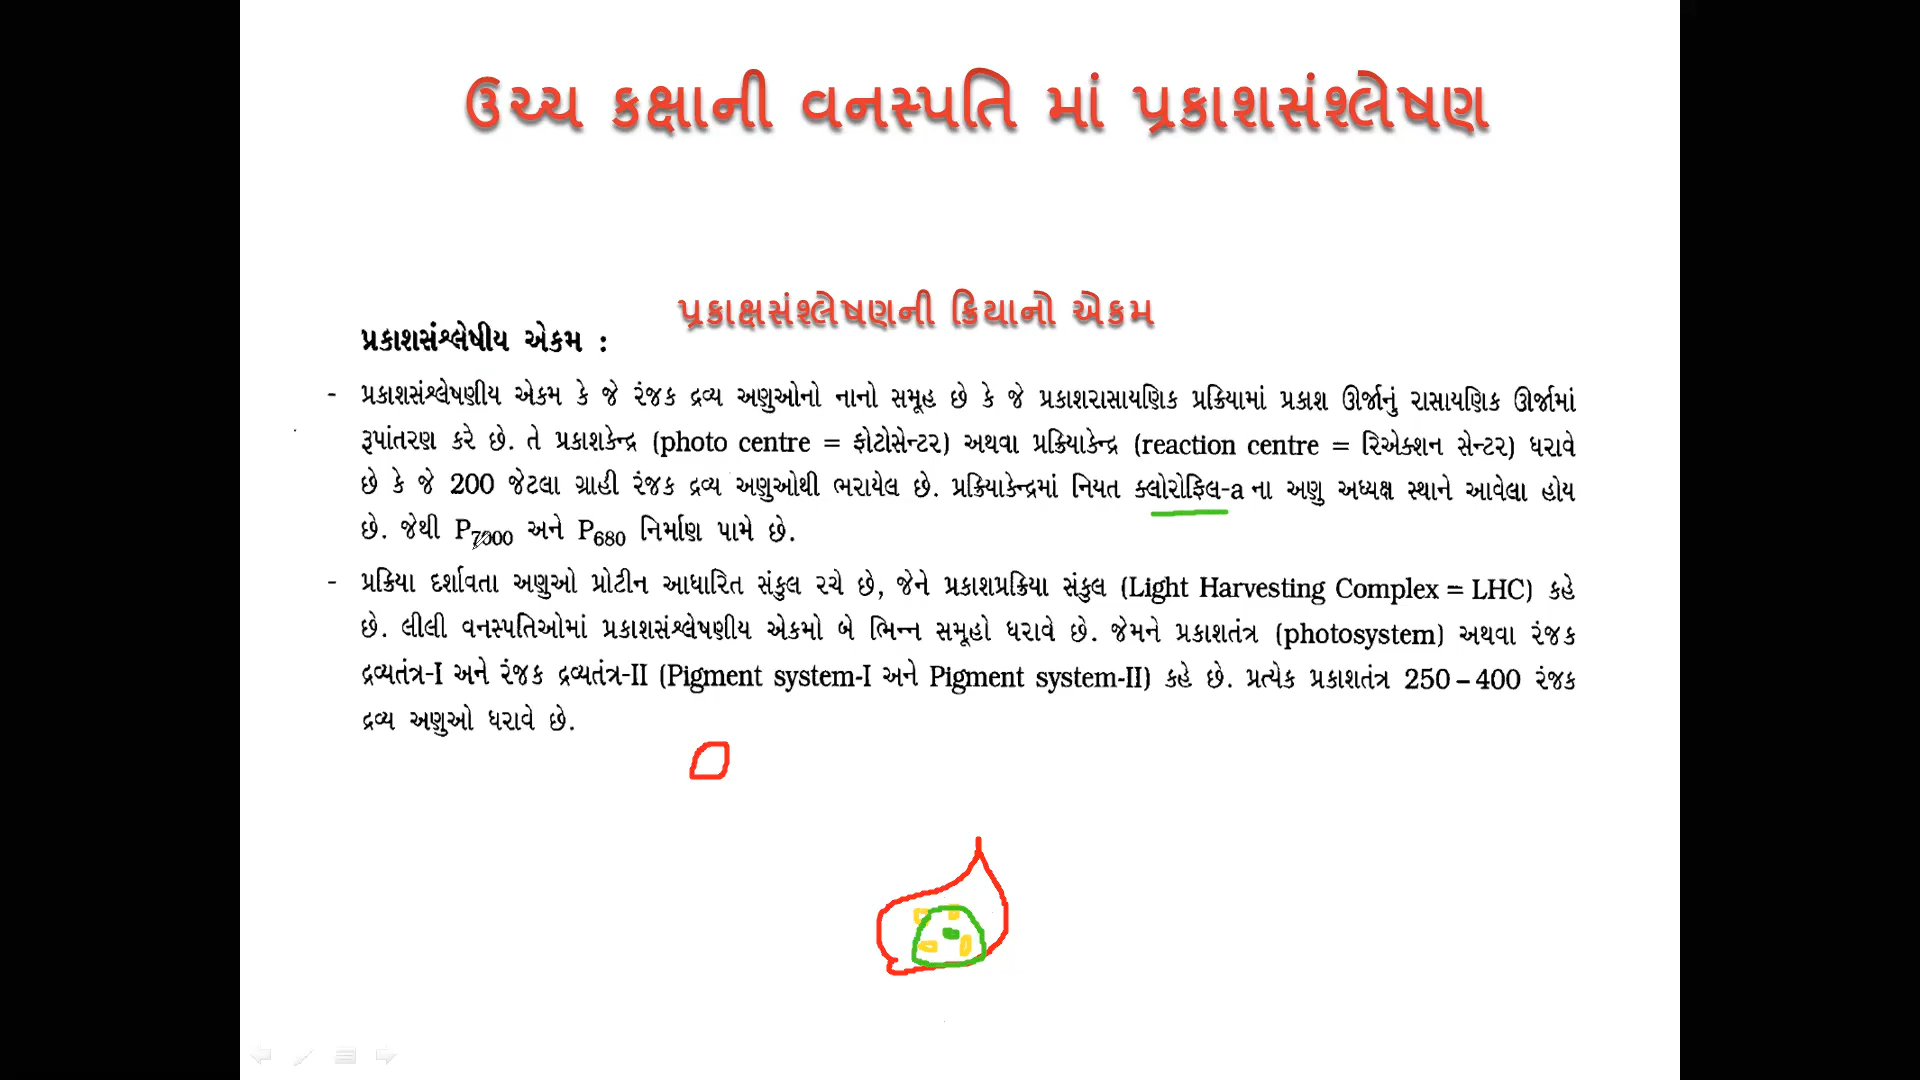 ઉચ્ચ કક્ષાની વનસ્પતિ માં પ્રકાશસંશ્લેષણ
પ્રકાક્ષસંશ્લેષણની ક્રિયાનો એકમ
પ્રકાશસંશ્લેષીય એકમ :
- પ્રકાશસંશ્લેષણીય એકમ કે જે રંજક દ્રવ્ય અણુઓનો નાનો સમૂહ છે કે જે પ્રકાશરાસાયણિક પ્રક્રિયામાં પ્રકાશ ઊર્જાનું રાસાયણિક ઊર્જામાં
રૂપાંતરણ કરે છે. તે પ્રકાશકેન્દ્ર (photo centre = ફોટોસેન્ટર) અથવા પ્રક્રિયાકેન્દ્ર (reaction centre = રિએક્શન સેન્ટર) ધરાવે
છે કે જે 200 જેટલા ગ્રાહી રંજક દ્રવ્ય અણુઓથી ભરાયેલ છે. પ્રક્રિયાકેન્દ્રમાં નિયત ક્લોરોફિલ-a ના અણુ અધ્યક્ષ સ્થાને આવેલા હોય
છે. જેથી P7000 અને P680 નિર્માણ પામે છે.
- પ્રક્રિયા દર્શાવતા અણુઓ પ્રોટીન આધારિત સંકુલ રચે છે, જેને પ્રકાશપ્રક્રિયા સંકુલ (Light Harvesting Complex = LHC) કહે
છે. લીલી વનસ્પતિઓમાં પ્રકાશસંશ્લેષણીય એકમો બે ભિન્ન સમૂહો ધરાવે છે. જેમને પ્રકાશતંત્ર (photosystem) અથવા રંજક
દ્રવ્યતંત્ર-I અને રંજક દ્રવ્યતંત્ર-II (Pigment system-I અને Pigment system-II) કહે છે. પ્રત્યેક પ્રકાશતંત્ર 250 – 400 રંજક
દ્રવ્ય અણુઓ ધરાવે છે.